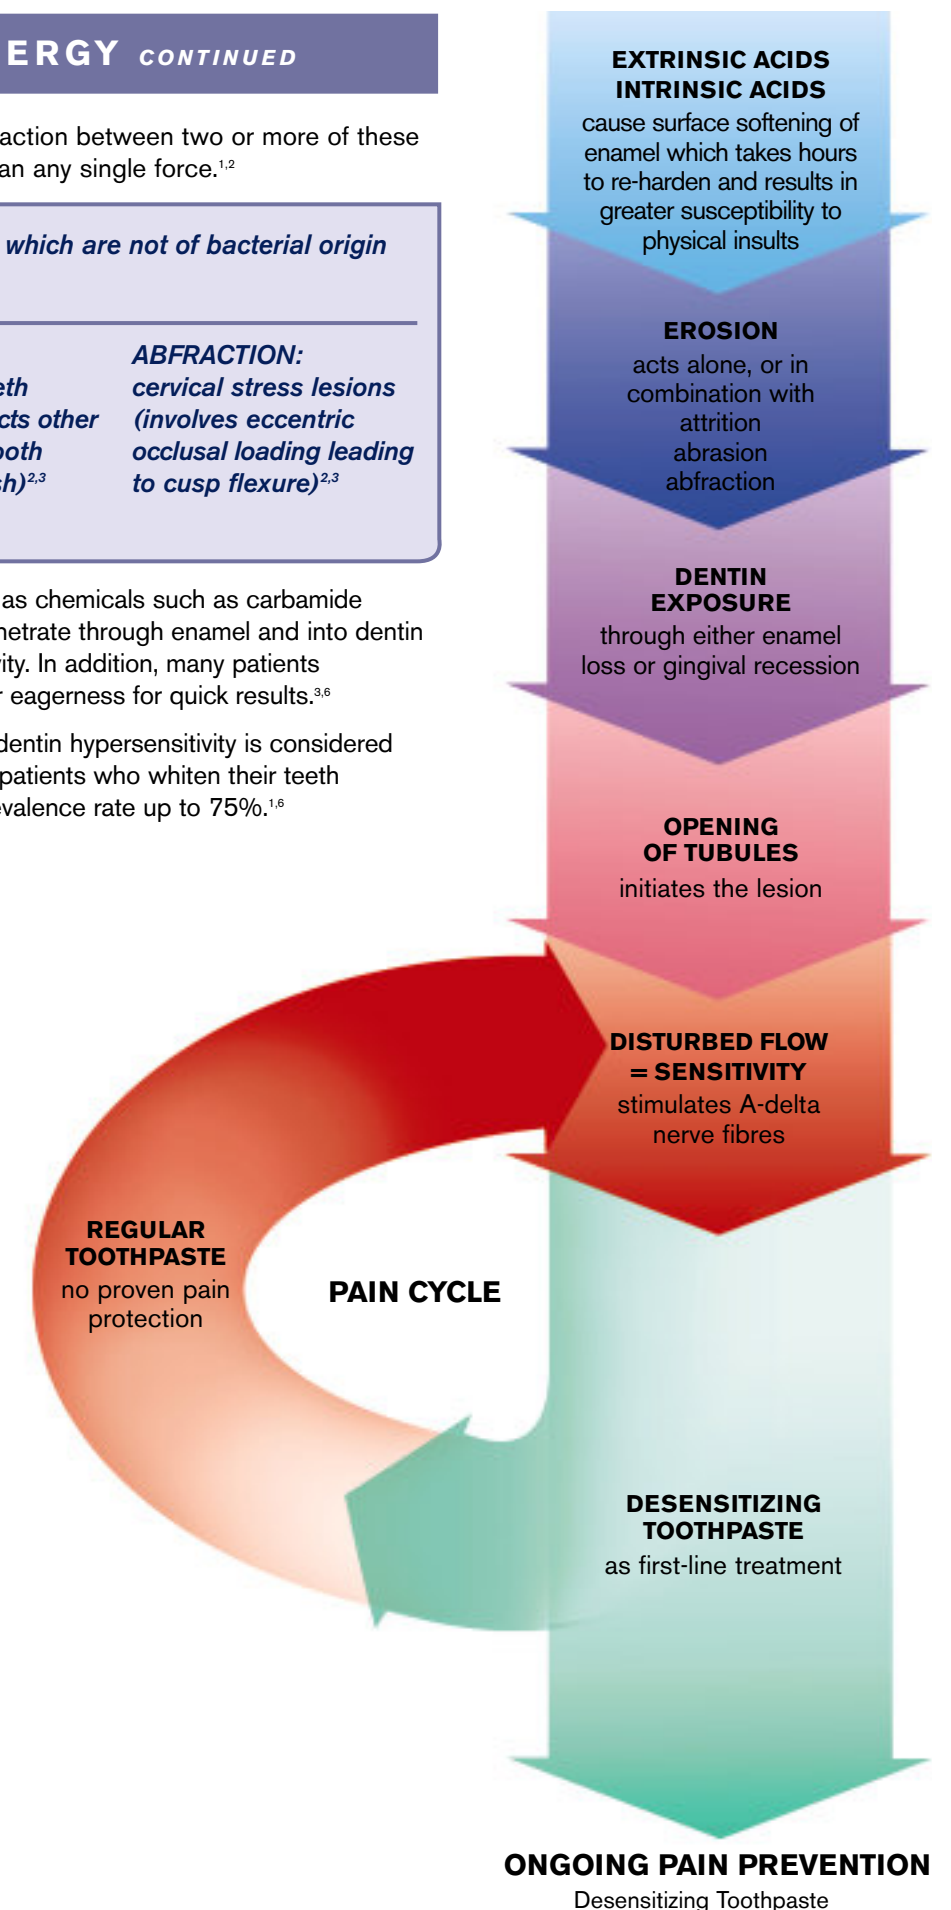 ERGY CONTINUED
action between two or more of these
an any single force.1,2
which are not of bacterial origin
eth
cts other
ooth
sh)2,3
ABFRACTION:
cervical stress lesions
(involves eccentric
occlusal loading leading
to cusp flexure)2,3
as chemicals such as carbamide
netrate through enamel and into dentin
vity. In addition, many patients
r eagerness for quick results.3,6
dentin hypersensitivity is considered
patients who whiten their teeth
evalence rate up to 75%.1,6
EXTRINSIC ACIDS
INTRINSIC ACIDS
cause surface softening of
enamel which takes hours
to re-harden and results in
greater susceptibility to
physical insults
EROSION
acts alone, or in
combination with
attrition
abrasion
abfraction
DENTIN
EXPOSURE
through either enamel
loss or gingival recession
OPENING
OF TUBULES
initiates the lesion
DISTURBED FLOW
= SENSITIVITY
stimulates A-delta
nerve fibres
REGULAR
TOOTHPASTE
no proven pain
protection
PAIN CYCLE
DESENSITIZING
TOOTHPASTE
as first-line treatment
ONGOING PAIN PREVENTION
Desensitizing Toothpaste